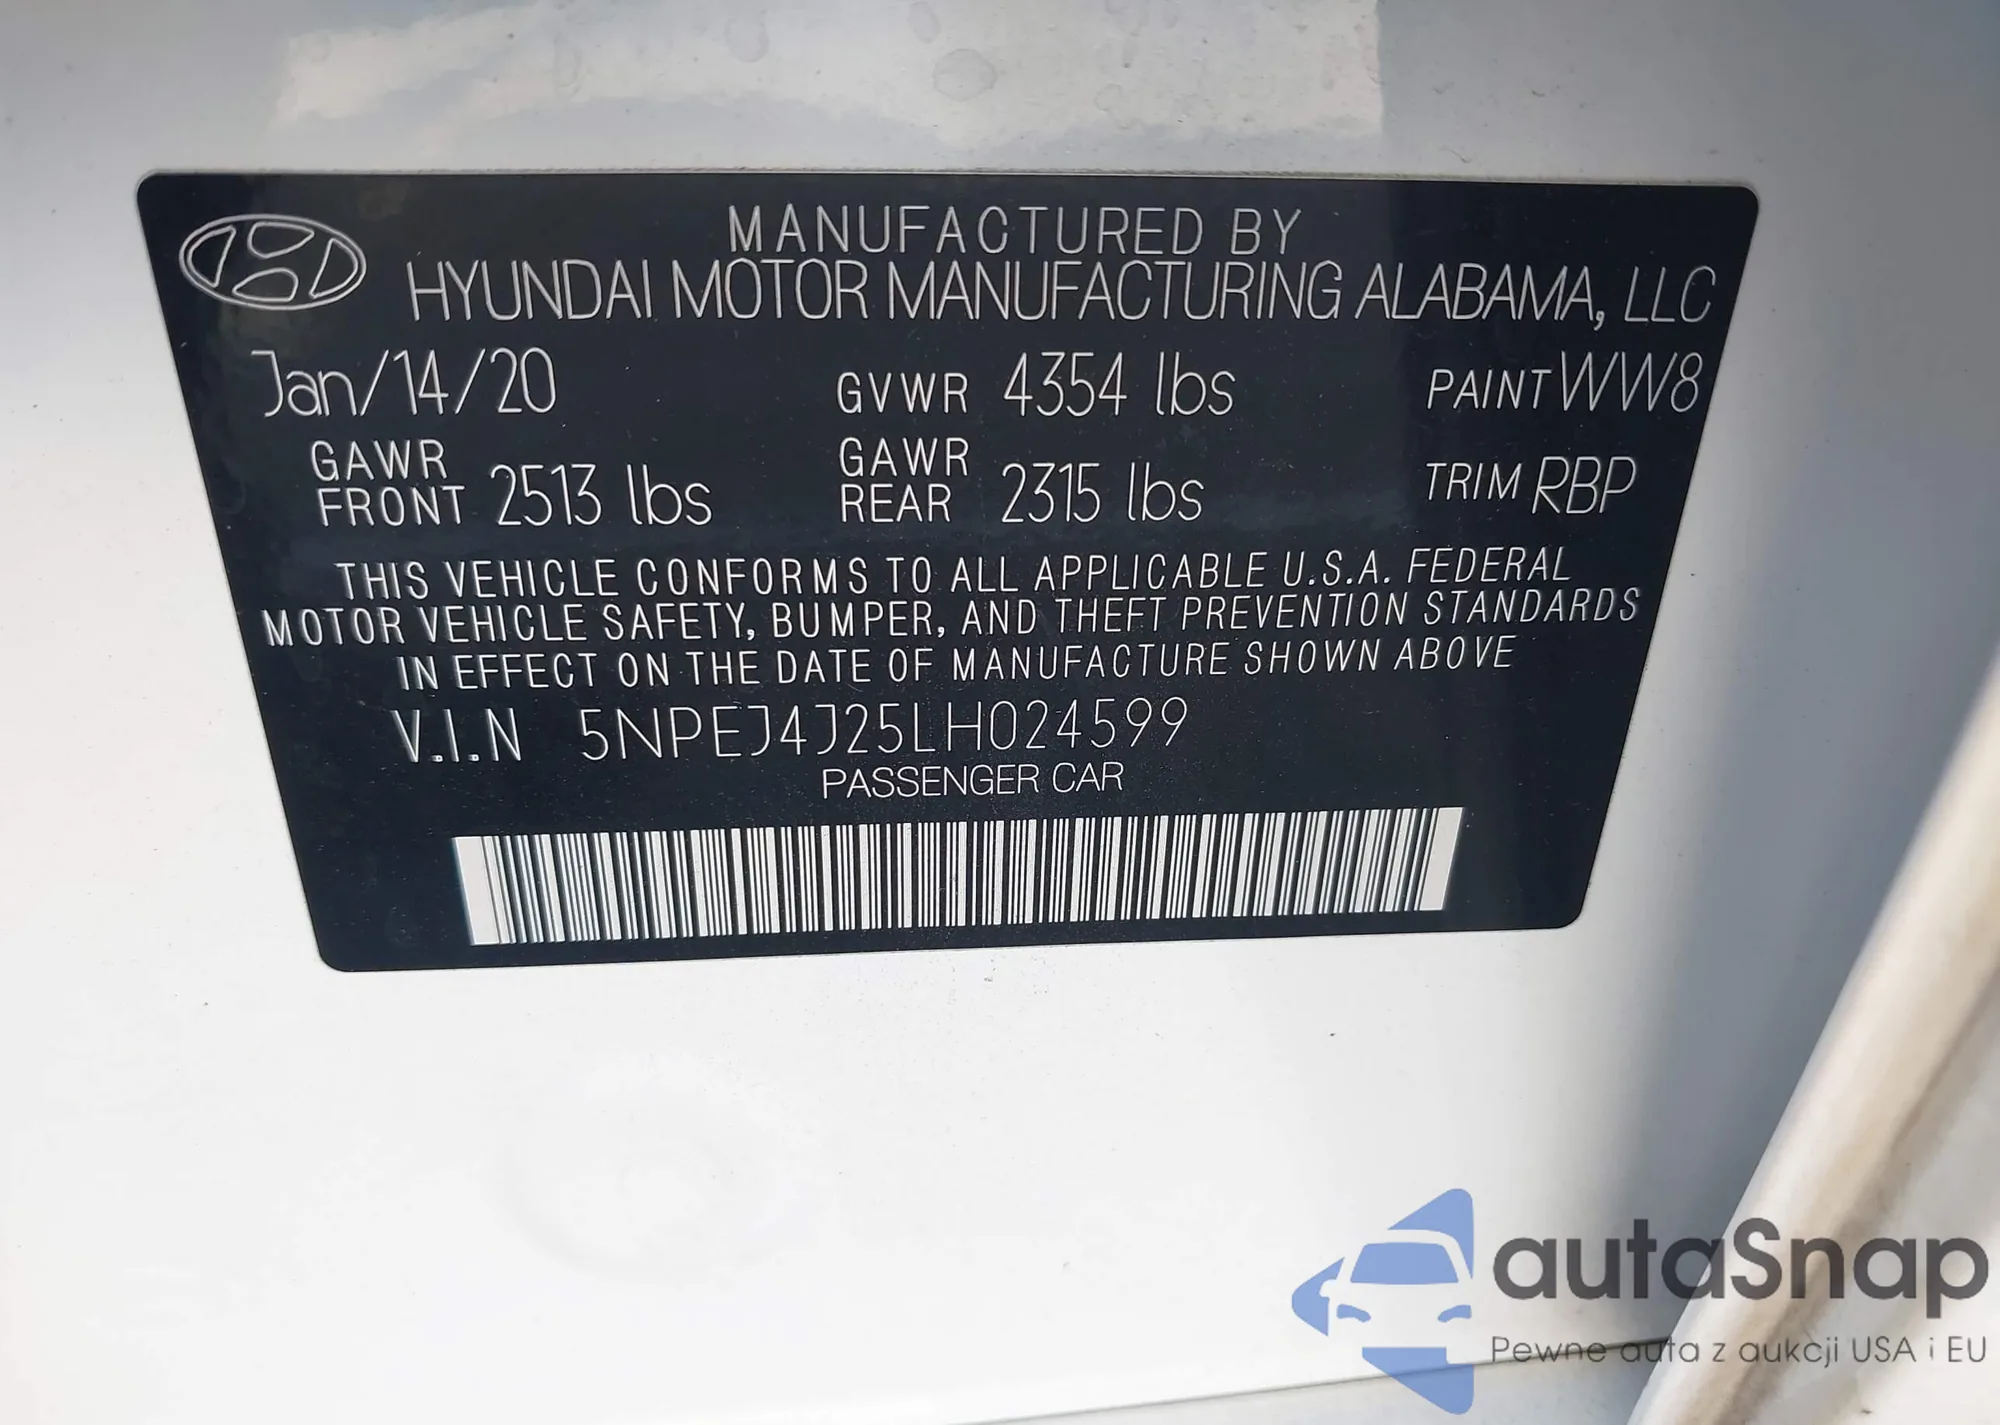 MANUFACTURED BY
HYUNDAI MOTOR MANUFACTURING ALABAMA, LLC
Jan/14/20 GVWR 4354 lbs PAINT WW8
GAWR FRONT 2513 lbs GAWR REAR 2315 lbs TRIM RBP
THIS VEHICLE CONFORMS TO ALL APPLICABLE U.S.A. FEDERAL
MOTOR VEHICLE SAFETY, BUMPER, AND THEFT PREVENTION STANDARDS
IN EFFECT ON THE DATE OF MANUFACTURE SHOWN ABOVE
V.I.N 5NPEJ4J25LH024599
PASSENGER CAR
autaSnap
Pewne auta z aukcji USA i EU